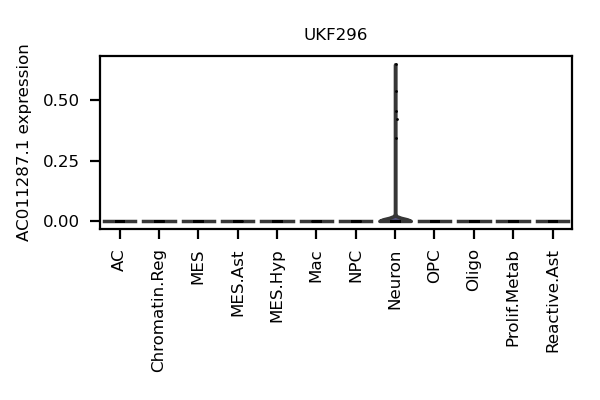 UKF296
AC011287.1 expression
0.50
0.25
0.00
AC
Chromatin.Reg
MES
MES.Ast
MES.Hyp
Mac
NPC
Neuron
OPC
Oligo
Prolif.Metab
Reactive.Ast